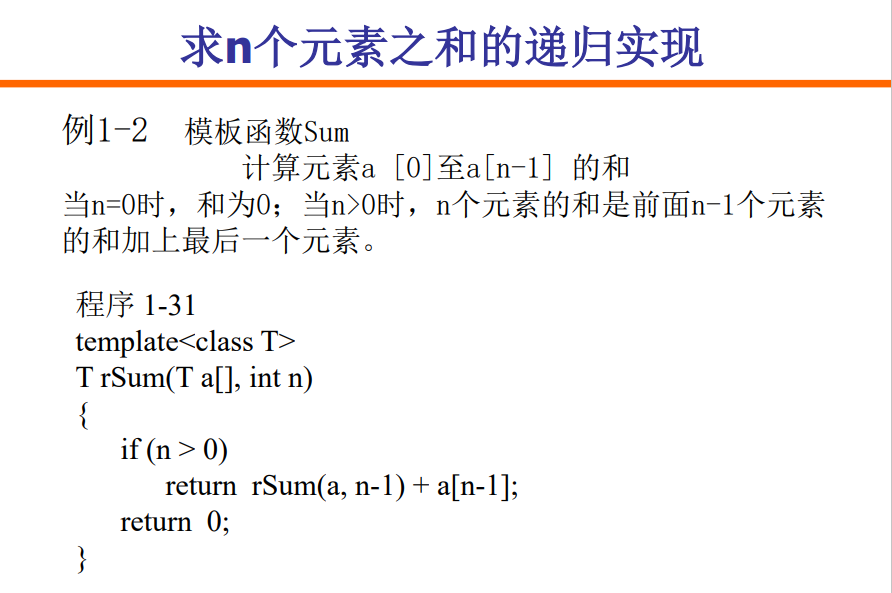 求n个元素之和的递归实现
例1-2 模板函数Sum
计算元素a [0]至a[n-1] 的和
当n=0时，和为0；当n>0时，n个元素的和是前面n-1个元素
的和加上最后一个元素。
程序 1-31
template<class T>
T rSum(T a[], int n)
{
if (n > 0)
return rSum(a, n-1) + a[n-1];
return 0;
}